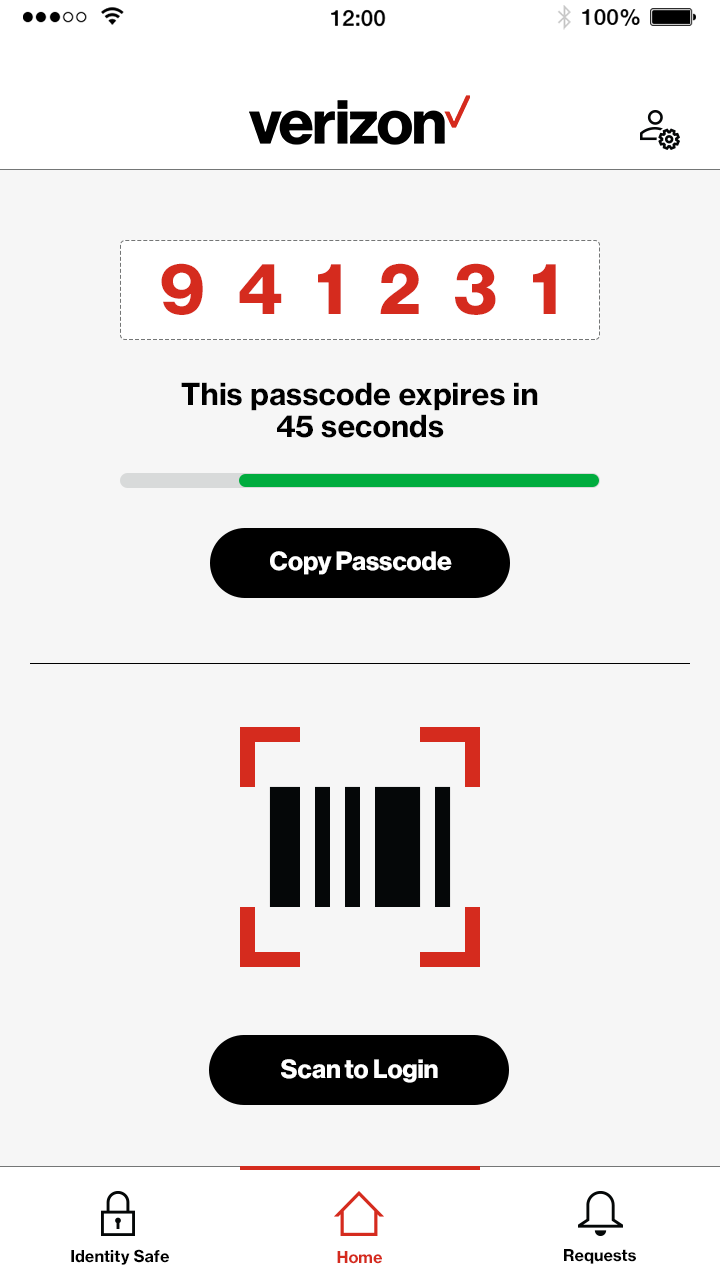 12:00
100%
verizon
9 4 1 2 3 1
This passcode expires in
45 seconds
Copy Passcode
Scan to Login
Identity Safe
Home
Requests